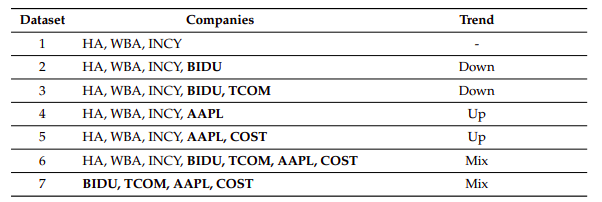 Dataset Companies Trend
1 HA, WBA, INCY -
2 HA, WBA, INCY, BIDU Down
3 HA, WBA, INCY, BIDU, TCOM Down
4 HA, WBA, INCY, AAPL Up
5 HA, WBA, INCY, AAPL, COST Up
6 HA, WBA, INCY, BIDU, TCOM, AAPL, COST Mix
7 BIDU, TCOM, AAPL, COST Mix